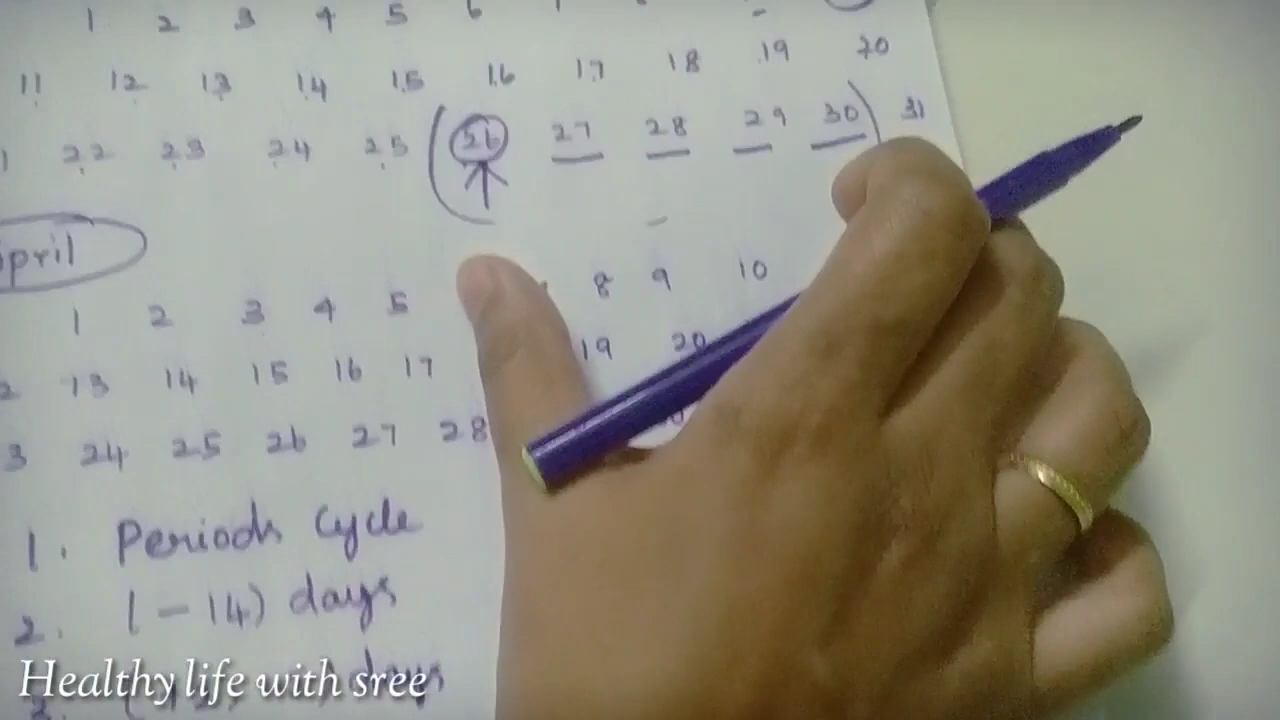 1 2 3 4 5 6
11 12 13 14 15 16 17 18 19 20
22 23 24 25 (26 27 28 29 30) 31
April
1 2 3 4 5 8 9 10
13 14 15 16 17 19 20
24 25 26 27 28
1. Periods Cycle
2. (-14) days
3. days
Healthy life with sree